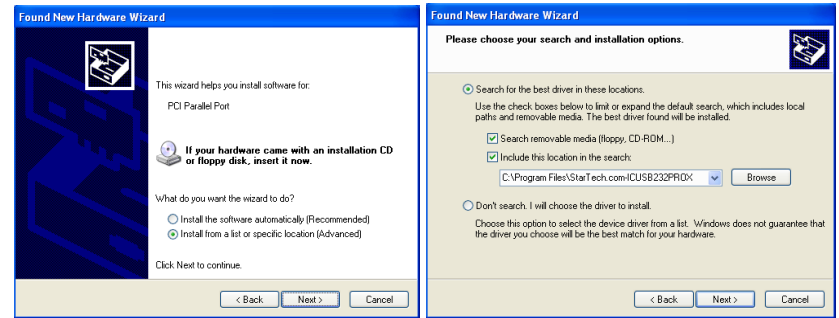 Found New Hardware Wizard
This wizard helps you install software for:
PCI Parallel Port
If your hardware came with an installation CD
or floppy disk, insert it now.
What do you want the wizard to do?
Install the software automatically (Recommended)
Install from a list or specific location (Advanced)
Click Next to continue.
< Back
Next >
Cancel
Found New Hardware Wizard
Please choose your search and installation options.
Search for the best driver in these locations.
Use the check boxes below to limit or expand the default search, which includes local
paths and removable media. The best driver found will be installed.
Search removable media (floppy, CD-ROM...)
Include this location in the search:
C:\Program Files\StarTech.com-ICUSB232PROX
Browse
Don't search. I will choose the driver to install.
Choose this option to select the device driver from a list. Windows does not guarantee that
the driver you choose will be the best match for your hardware.
< Back
Next >
Cancel